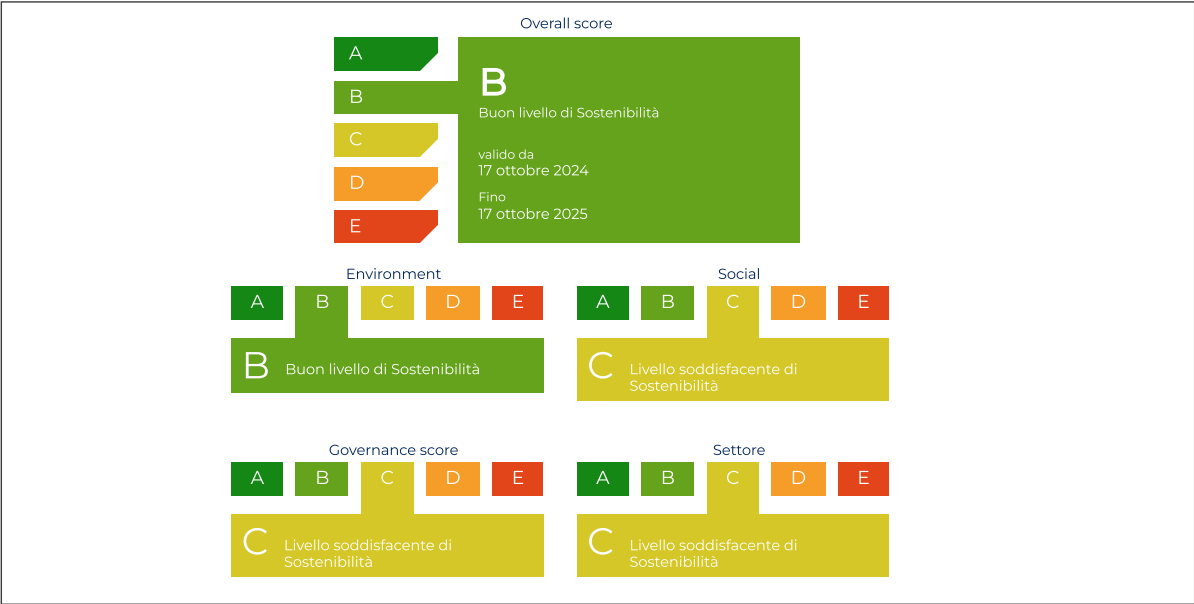 Overall score
A
B
C
D
E
B
Buon livello di Sostenibilità
valido da
17 ottobre 2024
Fino
17 ottobre 2025
Environment
A B C D E
B Buon livello di Sostenibilità
Social
A B C D E
C Livello soddisfacente di
Sostenibilità
Governance score
A B C D E
C Livello soddisfacente di
Sostenibilità
Settore
A B C D E
C Livello soddisfacente di
Sostenibilità